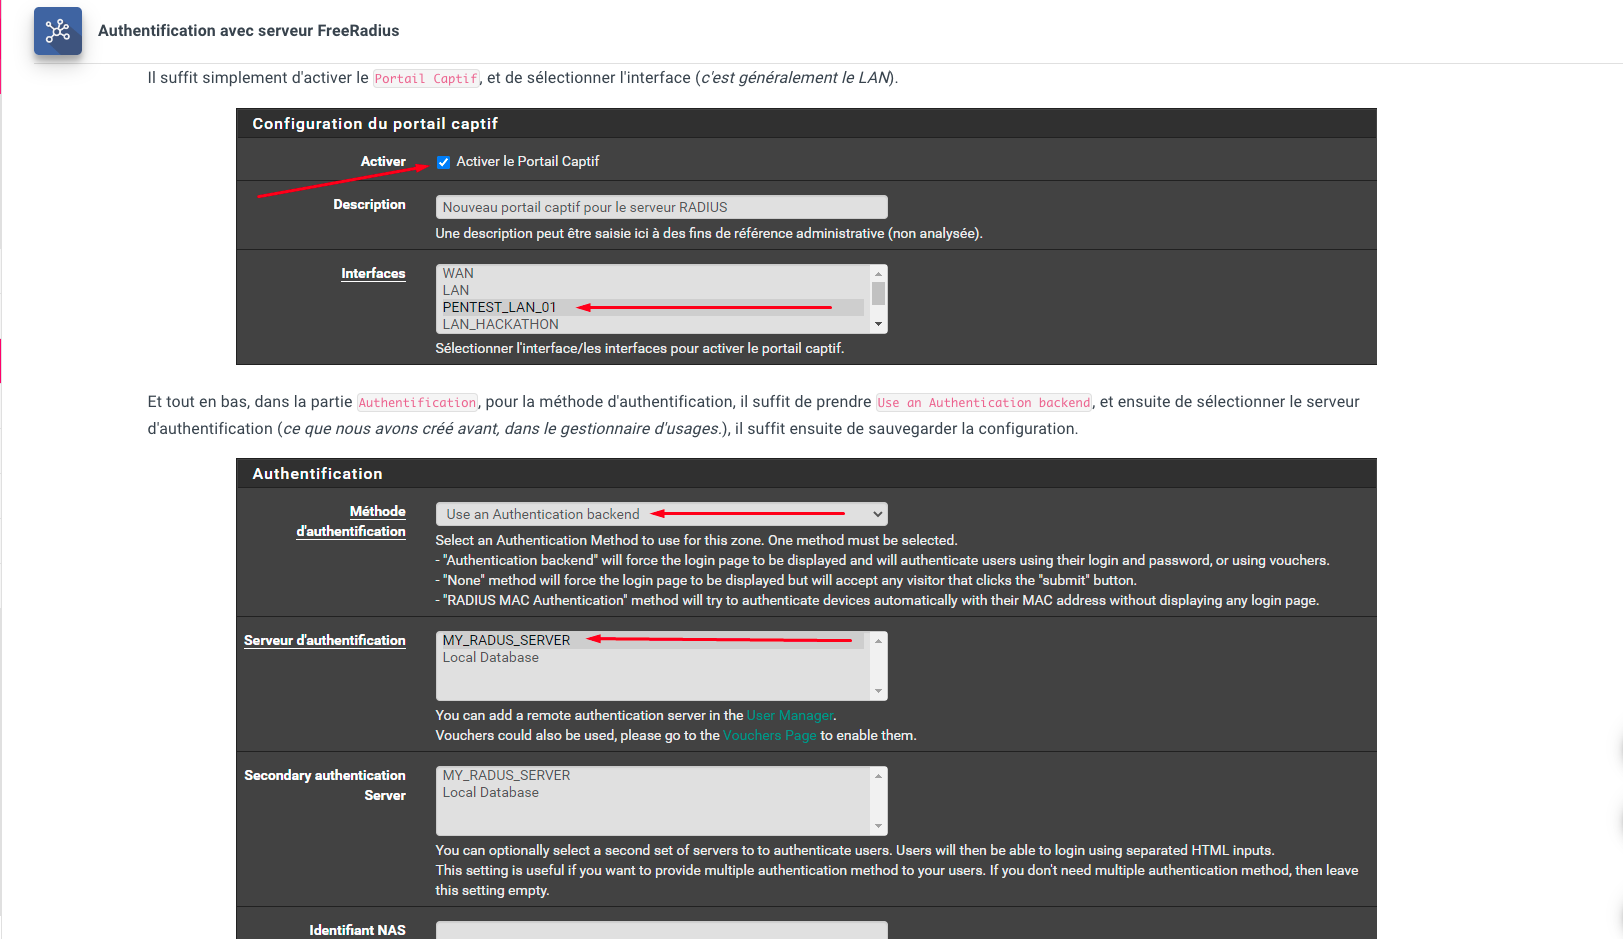 Authentification avec serveur FreeRadius
Il suffit simplement d'activer le Portail Captif, et de sélectionner l'interface (c'est généralement le LAN).
Configuration du portail captif
Activer
Activer le Portail Captif
Description
Nouveau portail captif pour le serveur RADIUS
Une description peut être saisie ici à des fins de référence administrative (non analysée).
Interfaces
WAN
LAN
PENTEST_LAN_01
LAN_HACKATHON
Sélectionner l'interface/les interfaces pour activer le portail captif.
Et tout en bas, dans la partie Authentification, pour la méthode d'authentification, il suffit de prendre Use an Authentication backend, et ensuite de sélectionner le serveur
d'authentification (ce que nous avons créé avant, dans le gestionnaire d'usages.), il suffit ensuite de sauvegarder la configuration.
Authentification
Méthode
d'authentification
Use an Authentication backend
Select an Authentication Method to use for this zone. One method must be selected.
- "Authentication backend" will force the login page to be displayed and will authenticate users using their login and password, or using vouchers.
- "None" method will force the login page to be displayed but will accept any visitor that clicks the "submit" button.
- "RADIUS MAC Authentication" method will try to authenticate devices automatically with their MAC address without displaying any login page.
Serveur d'authentification
MY_RADUS_SERVER
Local Database
You can add a remote authentication server in the User Manager.
Vouchers could also be used, please go to the Vouchers Page to enable them.
Secondary authentication
Server
MY_RADUS_SERVER
Local Database
You can optionally select a second set of servers to to authenticate users. Users will then be able to login using separated HTML inputs.
This setting is useful if you want to provide multiple authentication method to your users. If you don't need multiple authentication method, then leave
this setting empty.
Identifiant NAS